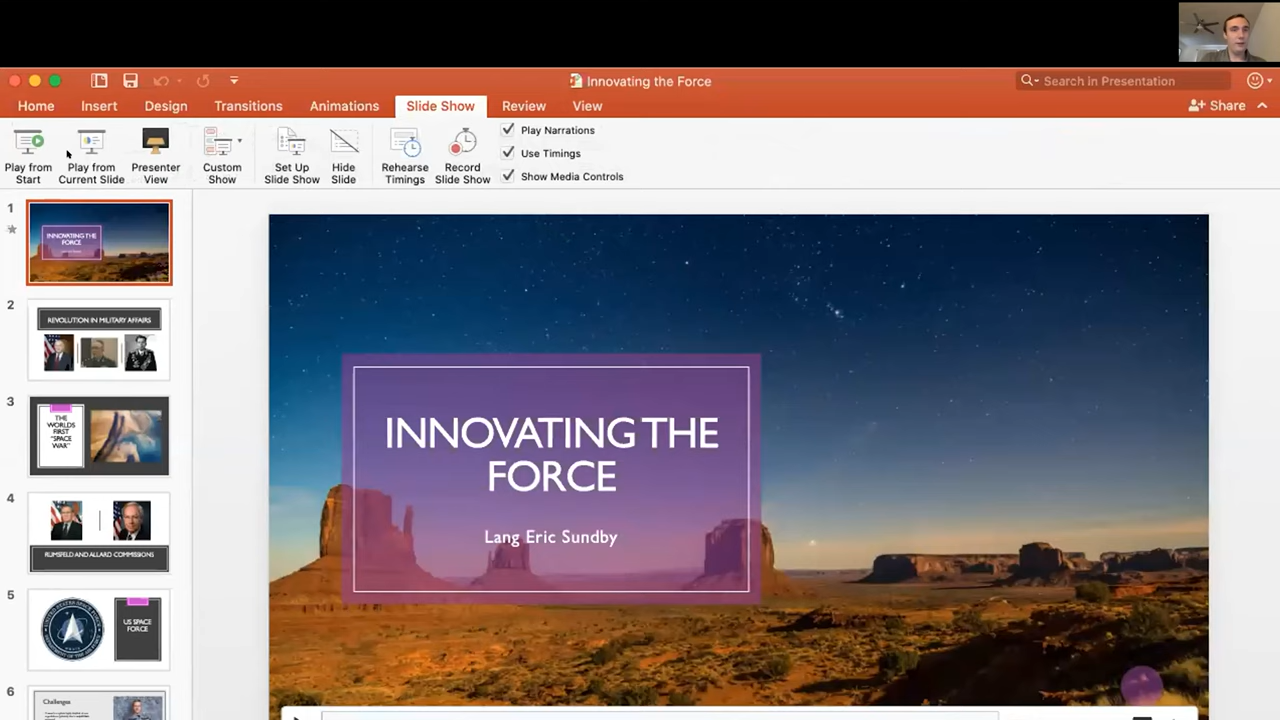 Innovating the Force
Search in Presentation
Home
Insert
Design
Transitions
Animations
Slide Show
Review
View
Share
Play from
Start
Play from
Current Slide
Presenter
View
Custom
Show
Set Up
Slide Show
Hide
Slide
Rehearse
Timings
Record
Slide Show
Play Narrations
Use Timings
Show Media Controls
1
INNOVATING THE
FORCE
2
REVOLUTION IN MILITARY AFFAIRS
3
THE
WORLDS
FIRST
"SPACE
WAR"
4
RUMSFELD AND ALLARD COMMISSIONS
5
US SPACE
FORCE
6
Challenges
INNOVATING THE
FORCE
Lang Eric Sundby